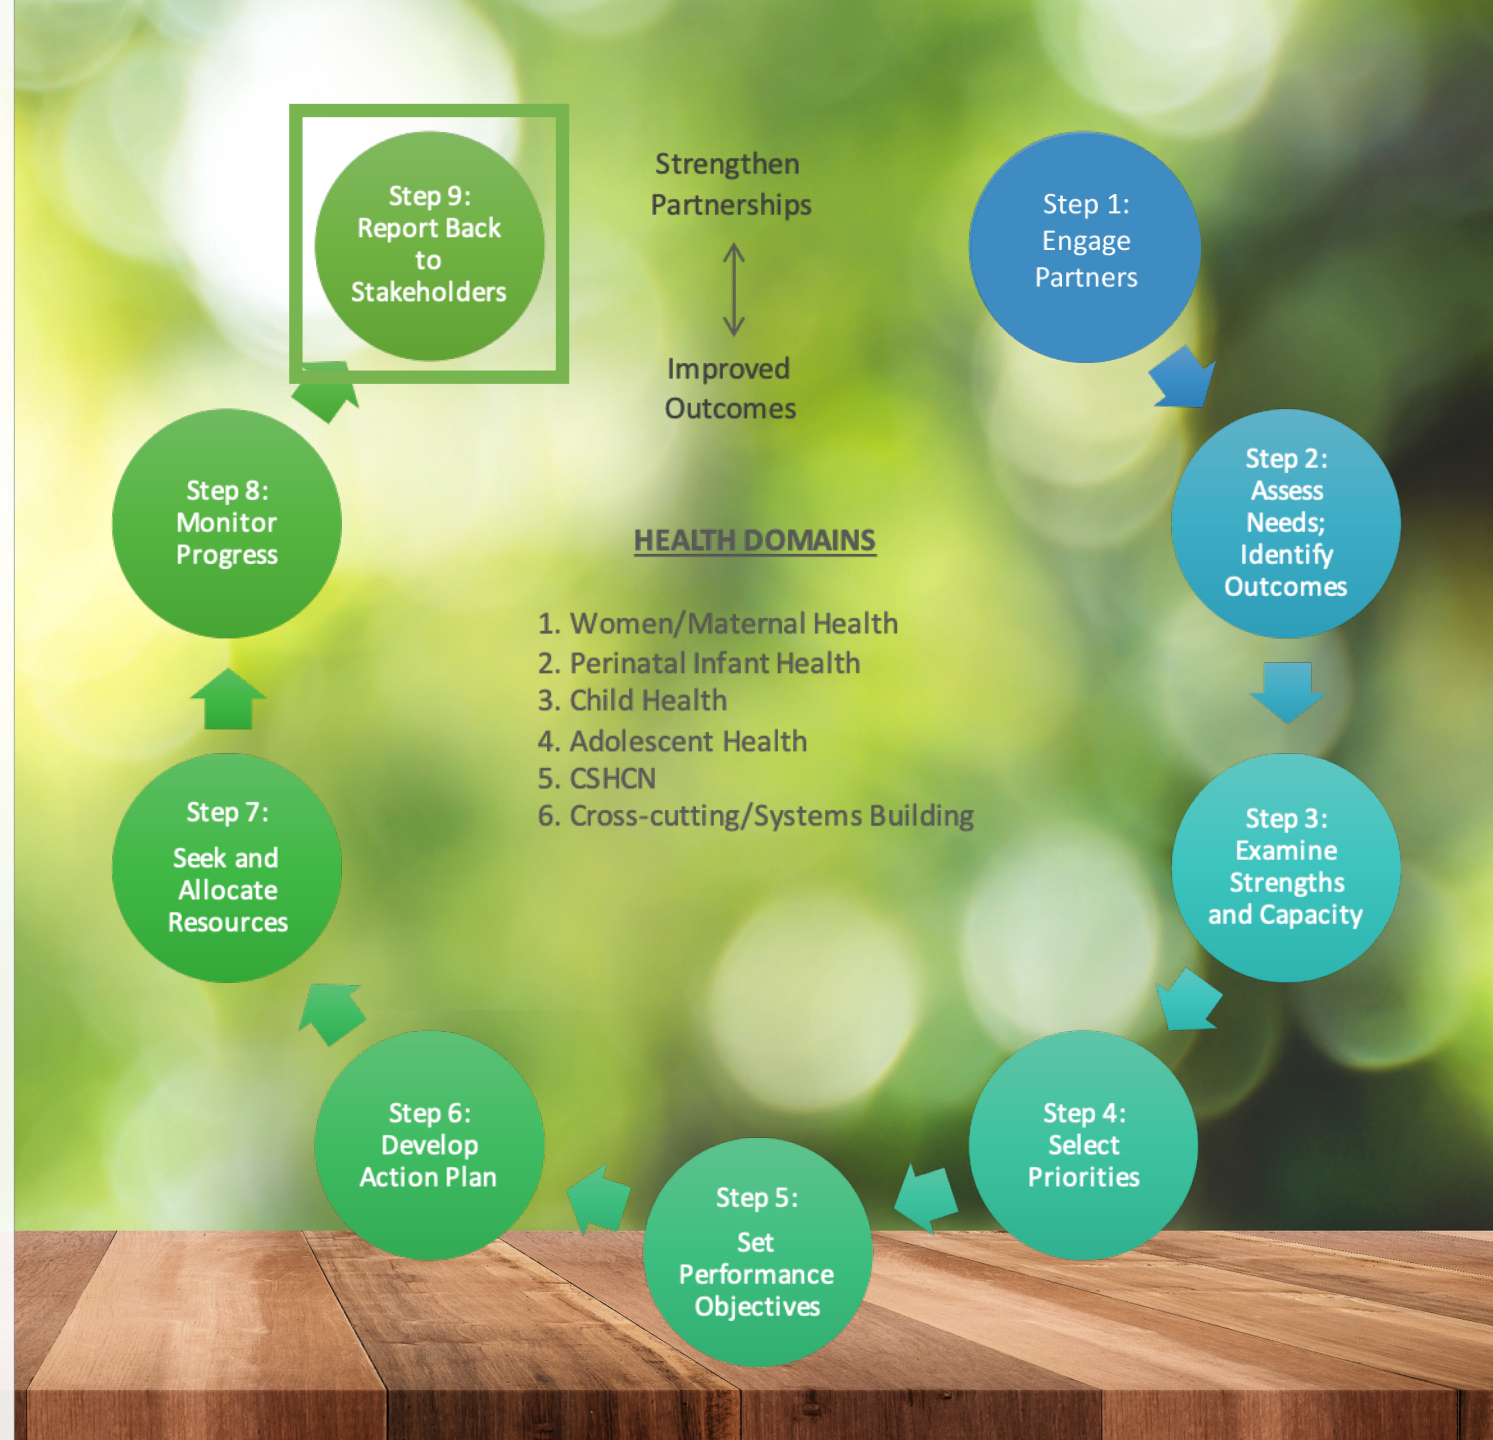 Step 9:
Report Back
to
Stakeholders
Strengthen
Partnerships
Improved
Outcomes
Step 1:
Engage
Partners
Step 2:
Assess
Needs;
Identify
Outcomes
Step 3:
Examine
Strengths
and Capacity
Step 4:
Select
Priorities
Step 5:
Set
Performance
Objectives
Step 6:
Develop
Action Plan
Step 7:
Seek and
Allocate
Resources
Step 8:
Monitor
Progress
HEALTH DOMAINS
1. Women/Maternal Health
2. Perinatal Infant Health
3. Child Health
4. Adolescent Health
5. CSHCN
6. Cross-cutting/Systems Building